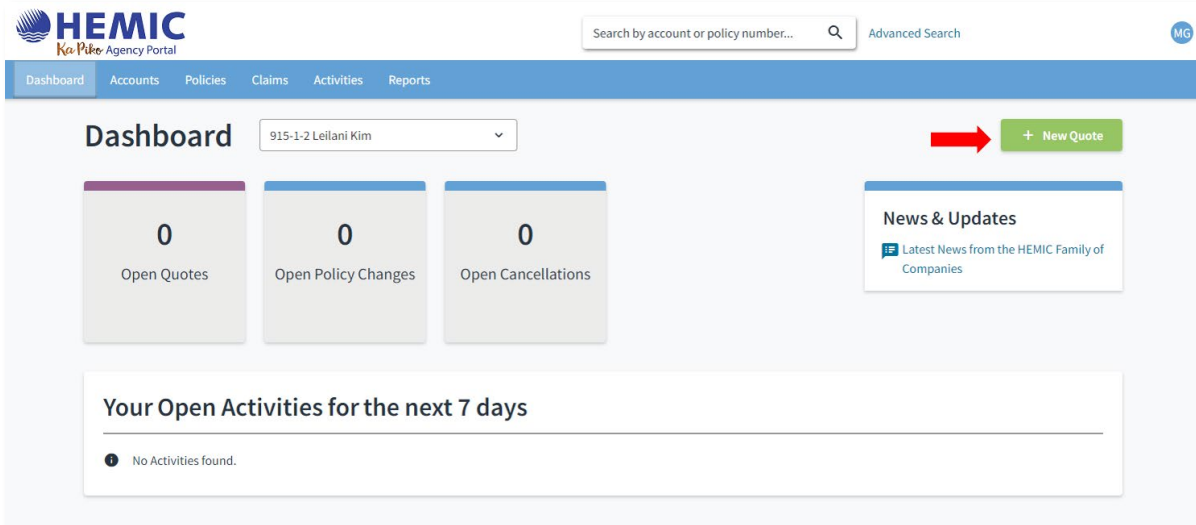 HEMIC
Ka Pike Agency Portal
Search by account or policy number...
Advanced Search
MG
Dashboard Accounts Policies Claims Activities Reports
Dashboard
915-1-2 Leilani Kim
+ New Quote
0
Open Quotes
0
Open Policy Changes
0
Open Cancellations
News & Updates
Latest News from the HEMIC Family of
Companies
Your Open Activities for the next 7 days
No Activities found.